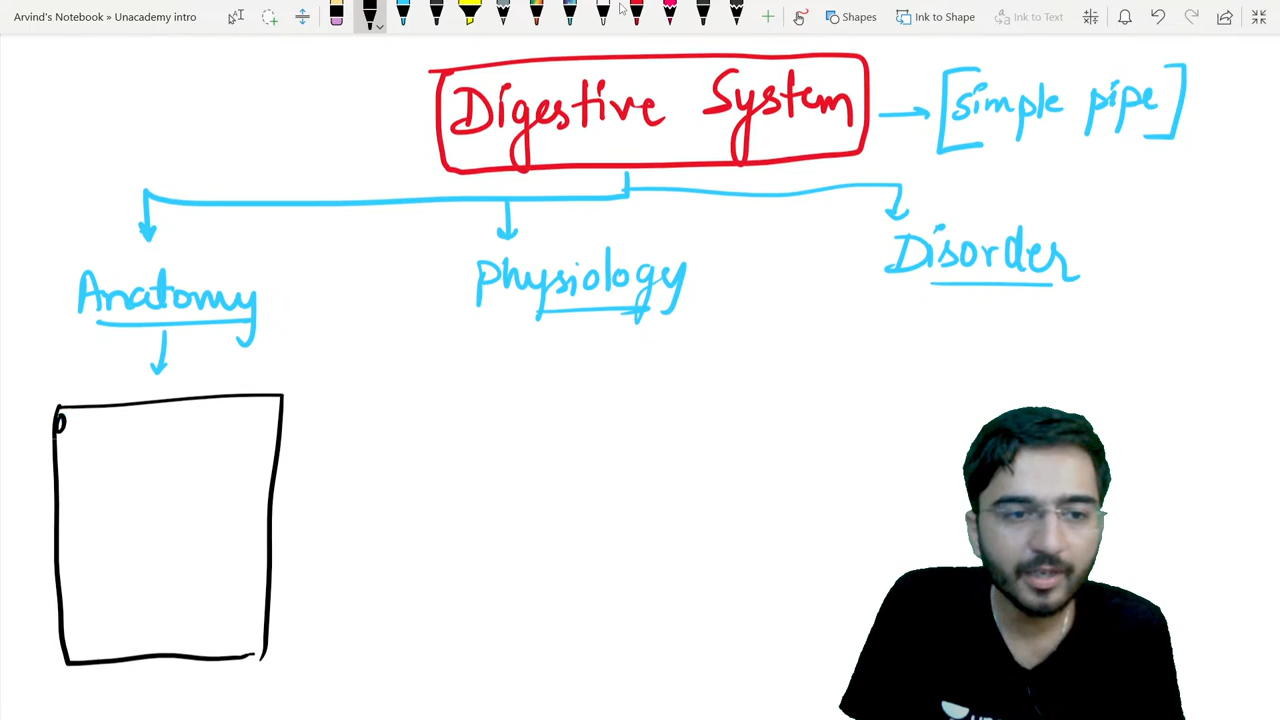 Arvind's Notebook » Unacademy intro
Shapes
Ink to Shape
Ink to Text
Digestive System
[simple pipe]
Anatomy
Physiology
Disorder